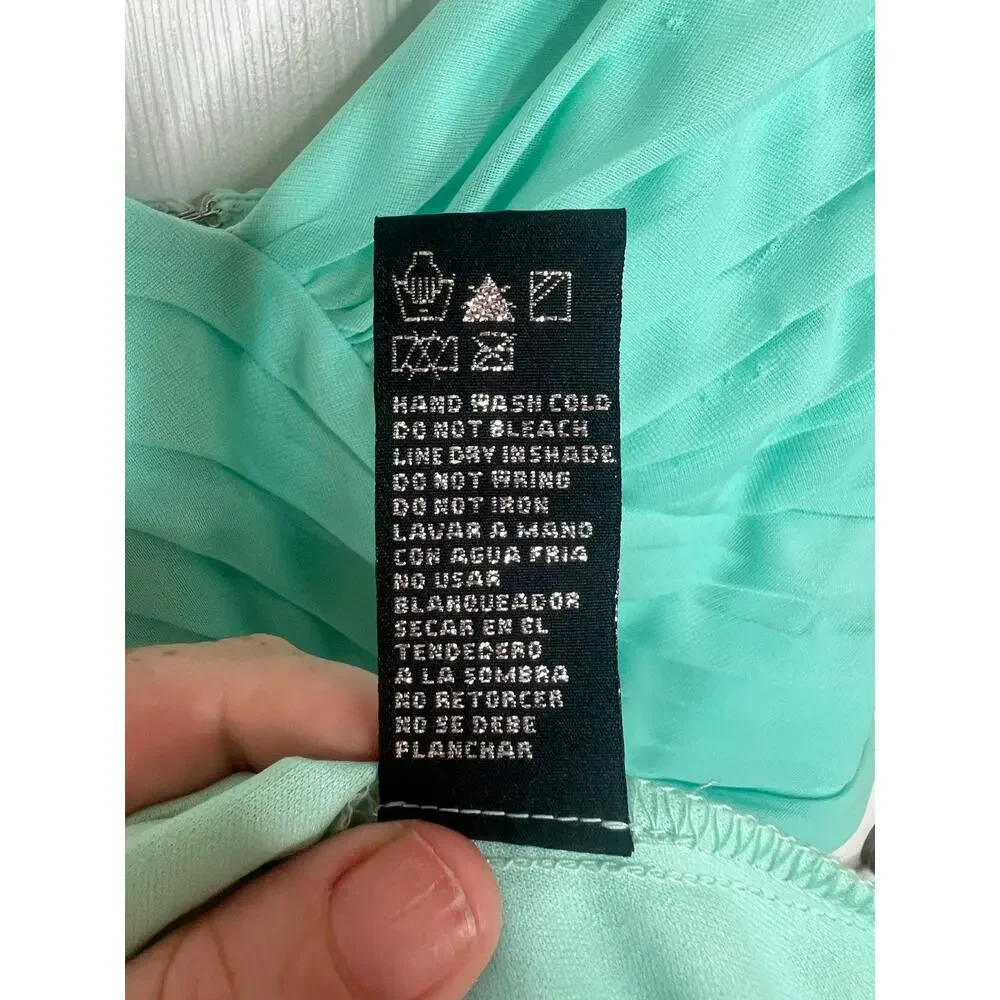 HAND WASH COLD
DO NOT BLEACH
LINE DRY IN SHADE
DO NOT WRING
DO NOT IRON
LAVAR A MANO
CON AGUA FRIA
NO USAR
BLANQUEADOR
SECAR EN EL
TENDEDERO
A LA SOMBRA
NO RETORCER
NO SE DEBE
PLANCHAR